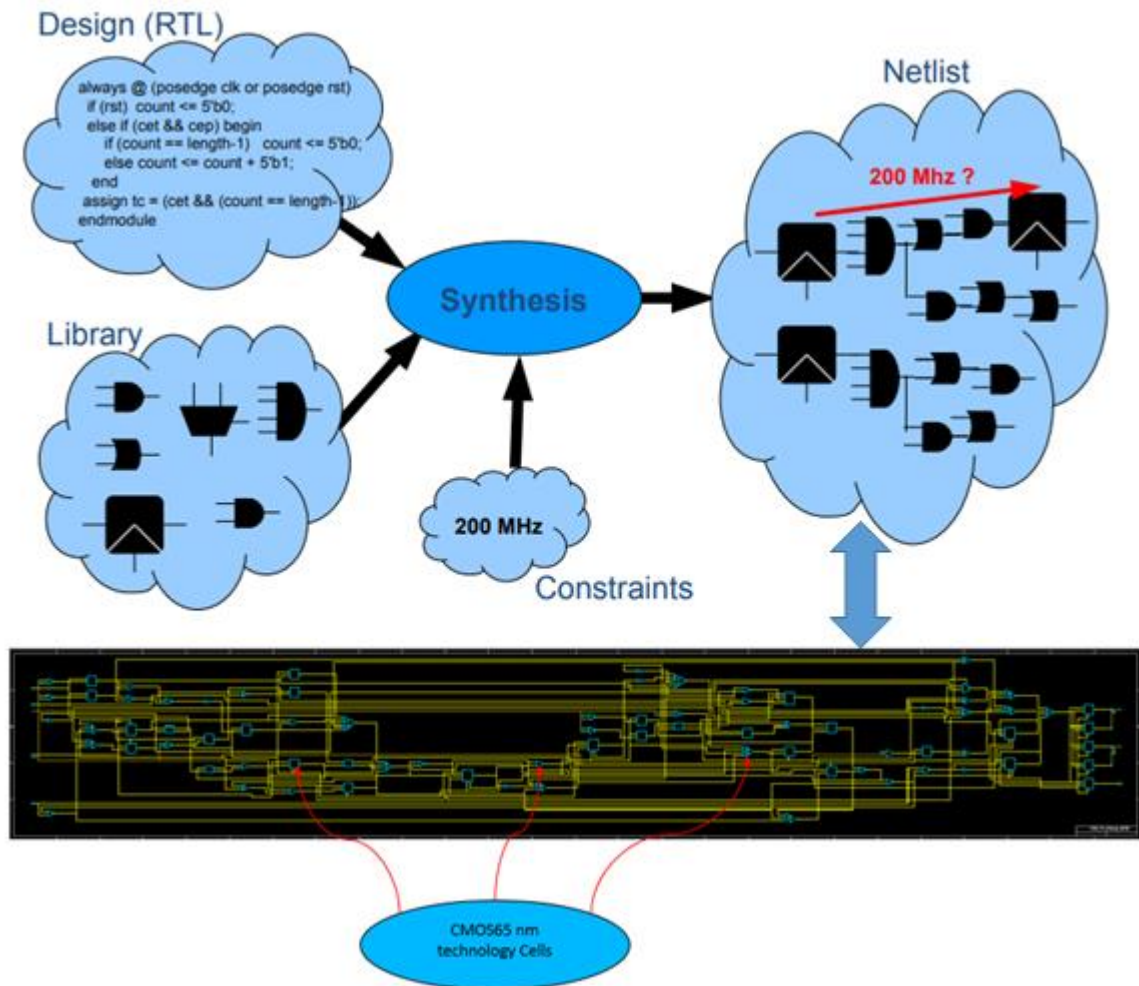 Design (RTL)
always @ (posedge clk or posedge rst)
if (rst) count <= 5'b0;
else if (cet && cep) begin
if (count == length-1) count <= 5'b0;
else count <= count + 5'b1;
end
assign tc = (cet && (count == length-1));
endmodule
Netlist
200 Mhz ?
Synthesis
Library
200 MHz
Constraints
CMOS65 nm
technology Cells